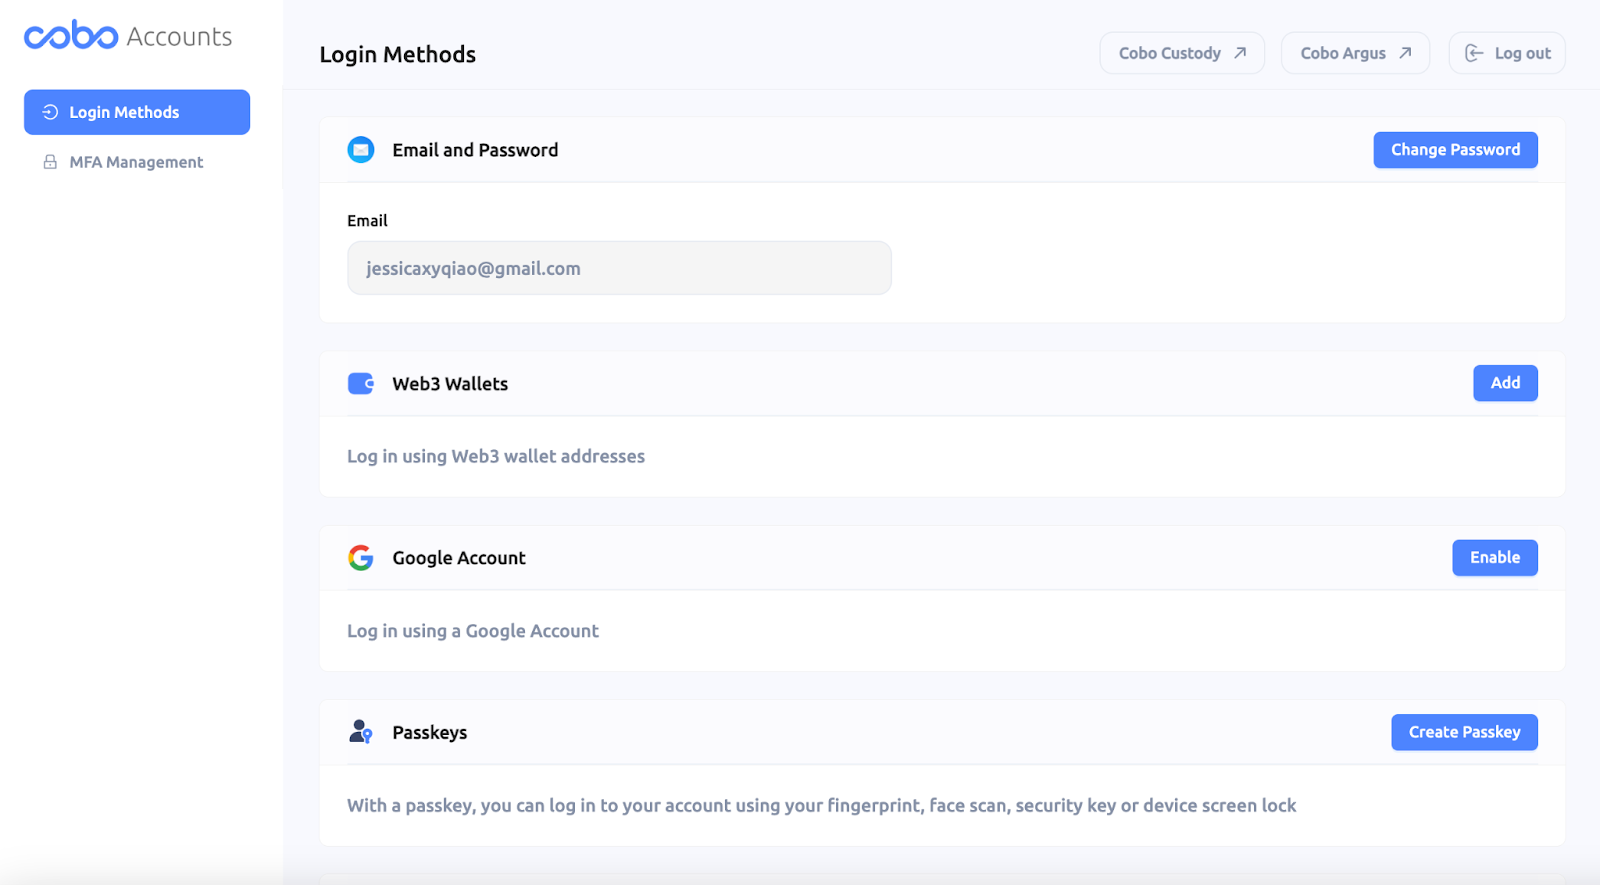 cobo Accounts
Login Methods
MFA Management
Login Methods
Cobo Custody
Cobo Argus
Log out
Email and Password
Change Password
Email
jessicaxyqiao@gmail.com
Web3 Wallets
Add
Log in using Web3 wallet addresses
Google Account
Enable
Log in using a Google Account
Passkeys
Create Passkey
With a passkey, you can log in to your account using your fingerprint, face scan, security key or device screen lock